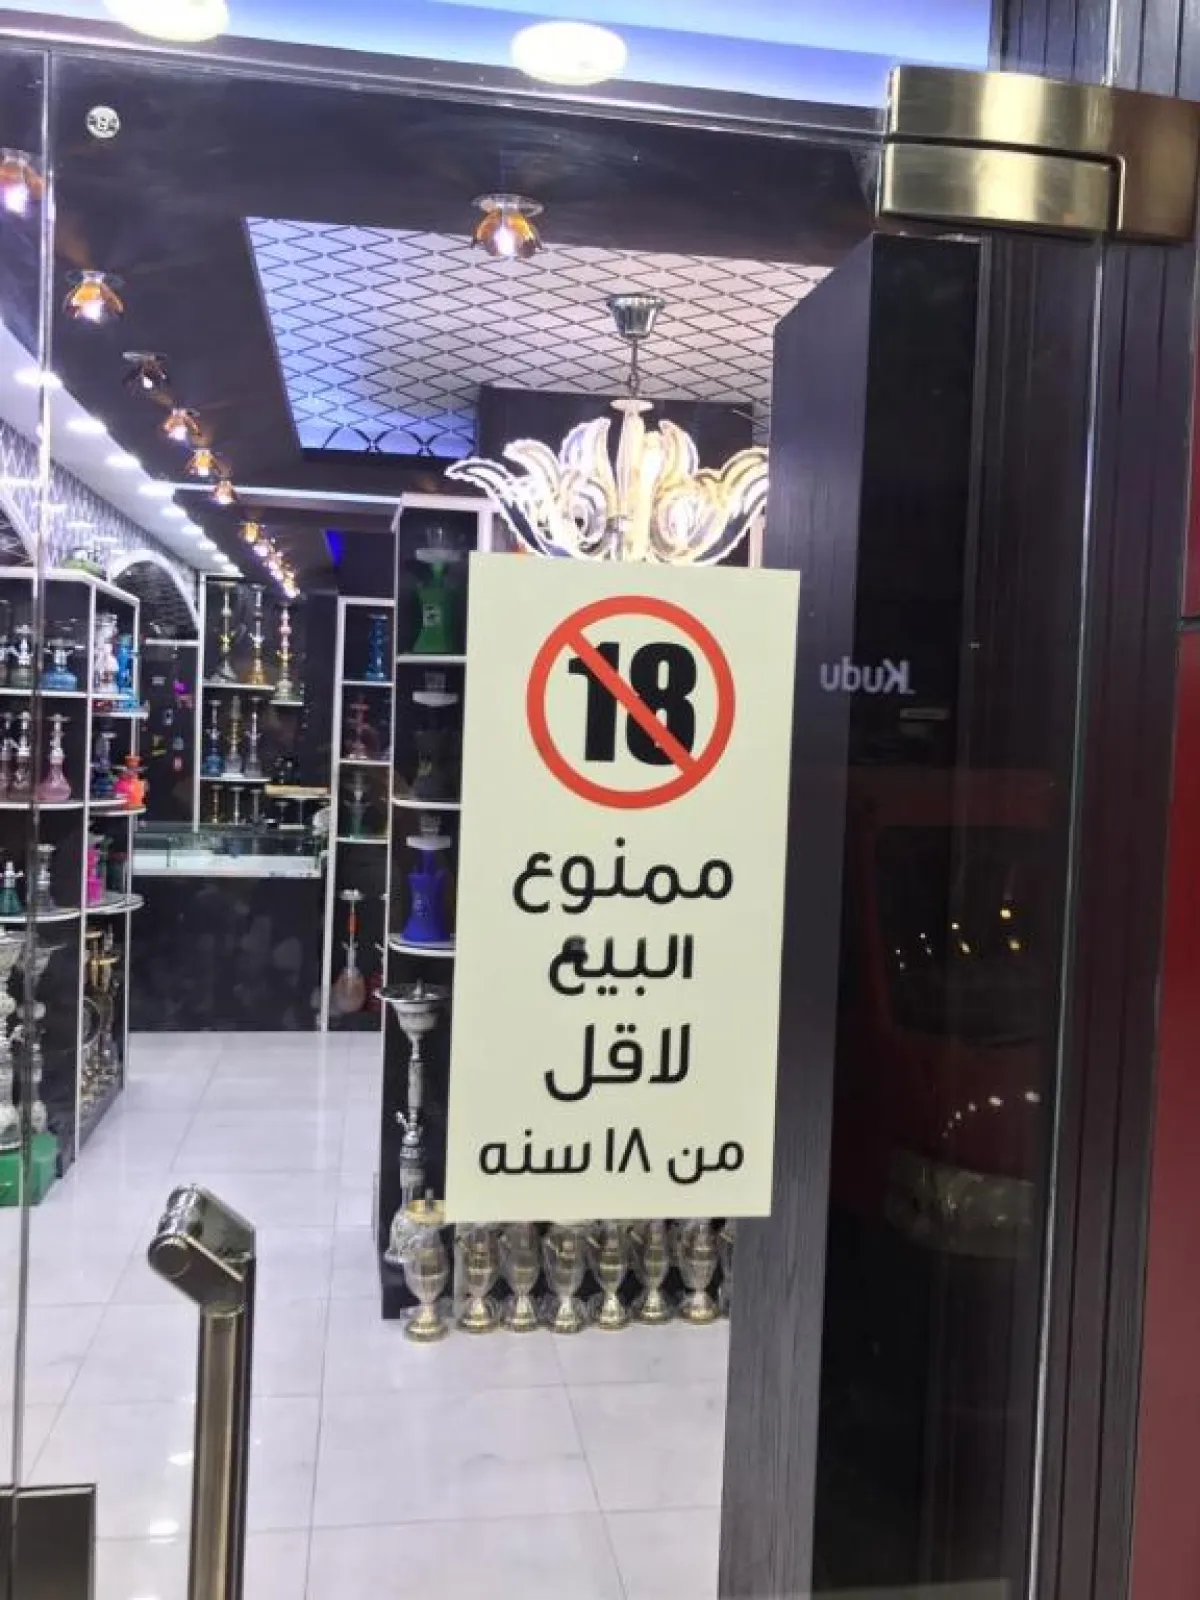 18
ممنوع
البيع
لاقل
من ١٨ سنه
Kudu